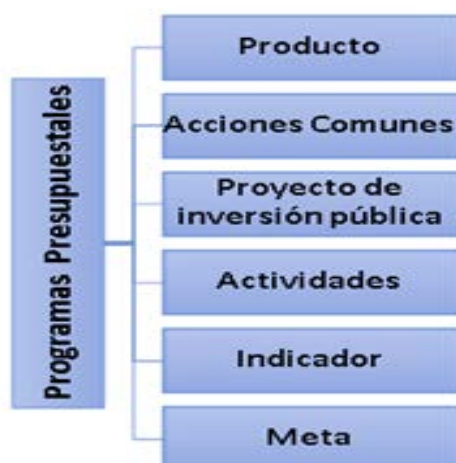 Programas Presupuestales
Producto
Acciones Comunes
Proyecto de
inversión pública
Actividades
Indicador
Meta